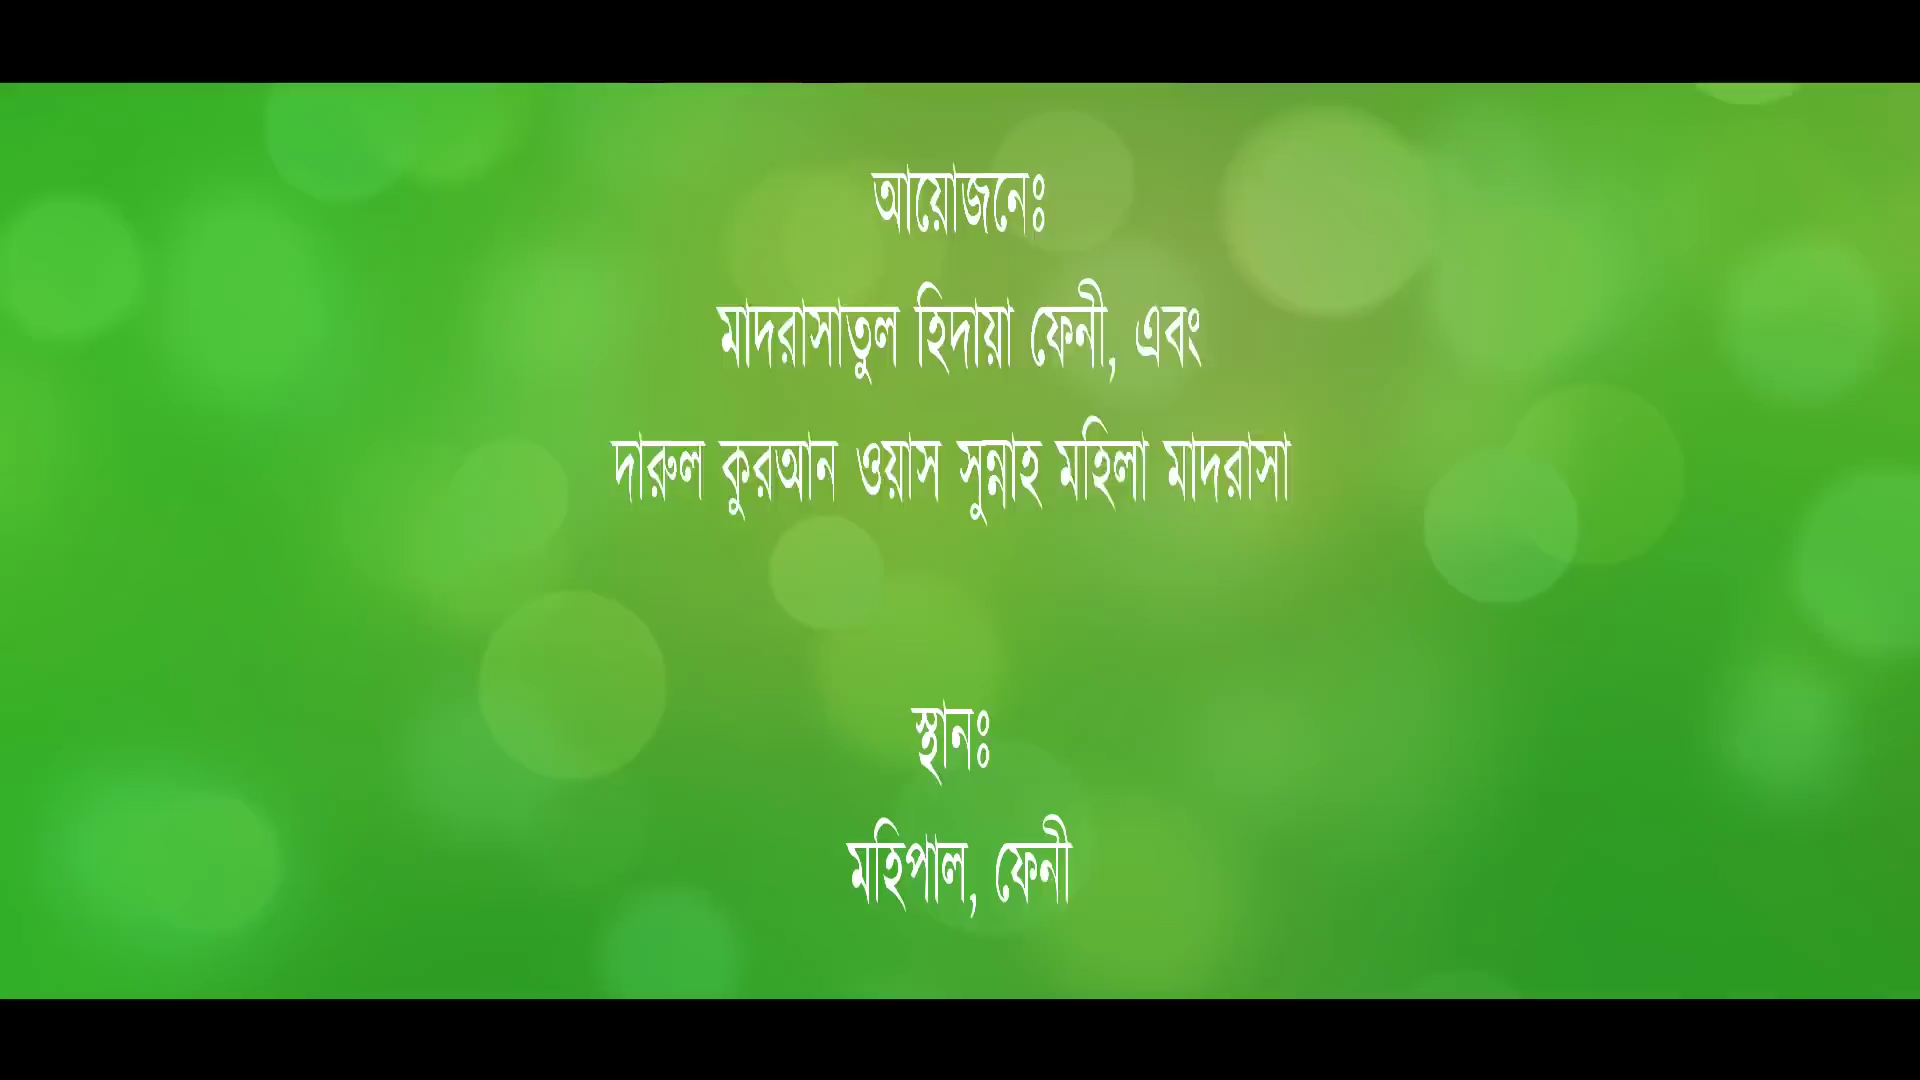 আয়োজনেঃ
মাদরাসাতুল হিদায়া ফেনী, এবং
দারুল কুরআন ওয়াস সুন্নাহ মহিলা মাদরাসা
স্থানঃ
মহিপাল, ফেনী